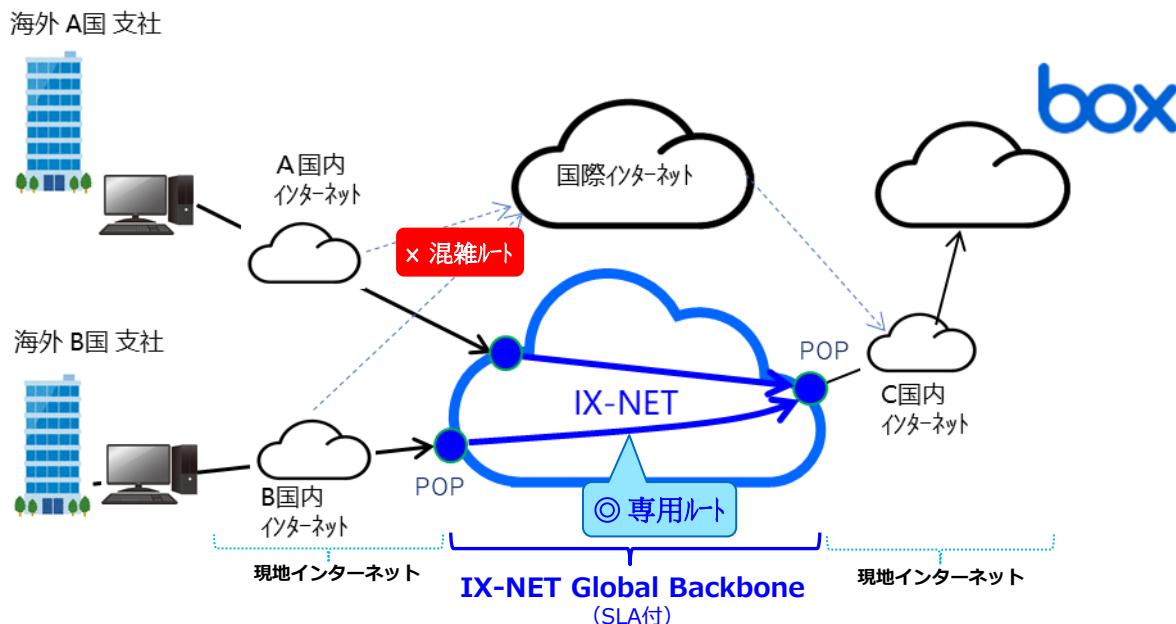 海外 A国 支社
box
A国内
インターネット
国際インターネット
× 混雑ルート
海外 B国 支社
POP
IX-NET
C国内
インターネット
POP
◎ 専用ルート
B国内
インターネット
現地インターネット
IX-NET Global Backbone
（SLA付）
現地インターネット